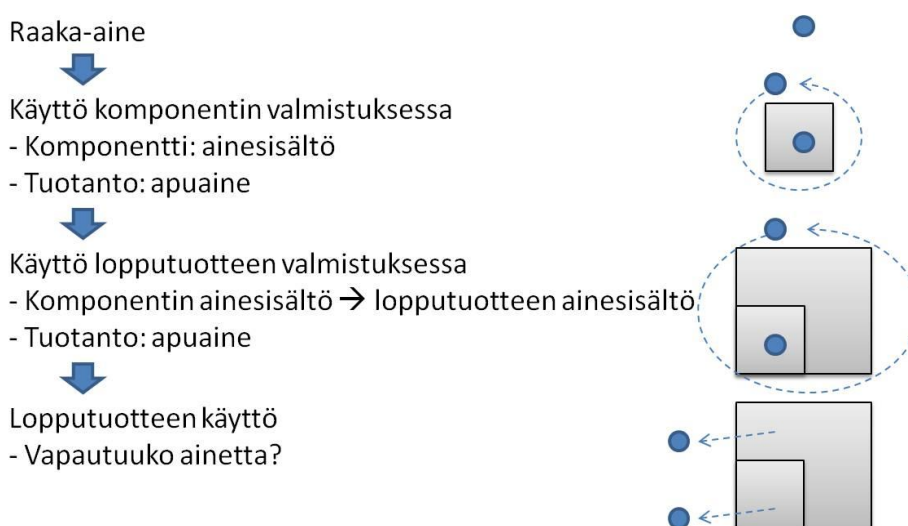 Raaka-aine
Käyttö komponentin valmistuksessa
- Komponentti: ainesisältö
- Tuotanto: apuaine
Käyttö lopputuotteen valmistuksessa
- Komponentin ainesisältö → lopputuotteen ainesisältö
- Tuotanto: apuaine
Lopputuotteen käyttö
- Vapautuuko ainetta?